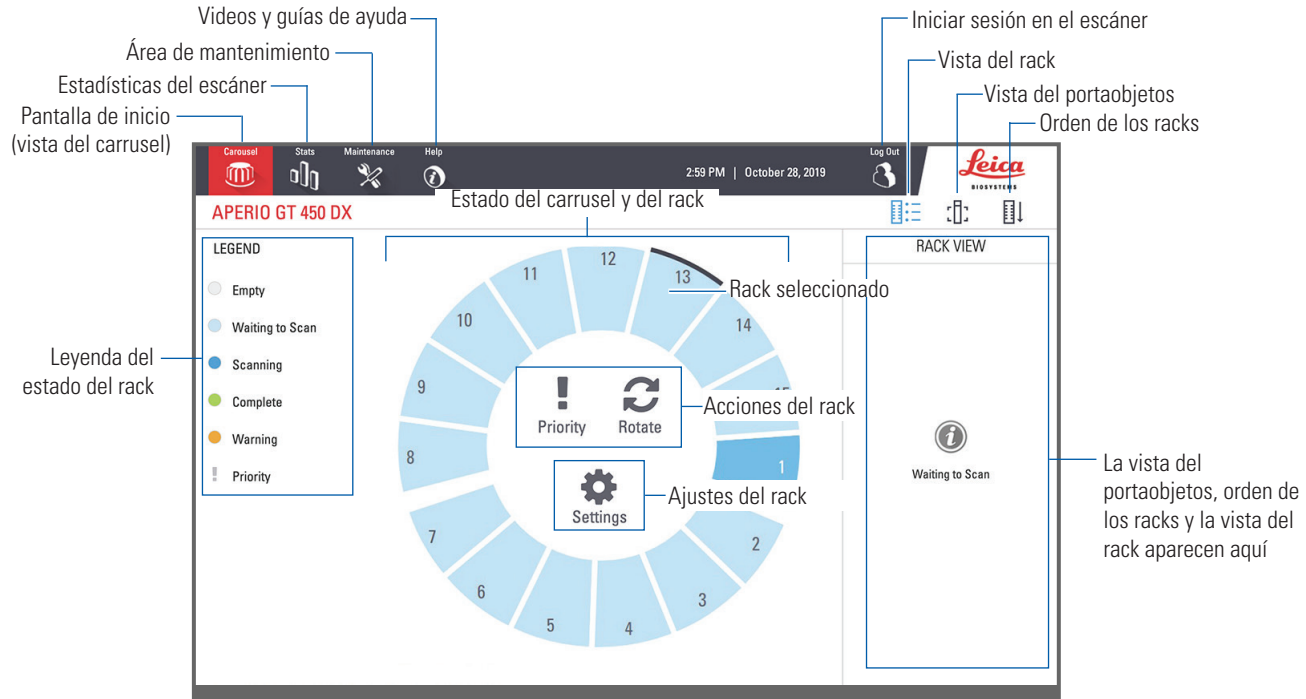 Videos y guías de ayuda
Iniciar sesión en el escáner
Área de mantenimiento
Vista del rack
Estadísticas del escáner
Vista del portaobjetos
Pantalla de inicio
(vista del carrusel)
Orden de los racks
Carousel
Stats
Maintenance
Help
2:59 PM | October 28, 2019
Log Out
Leica
BIOSYSTEMS
APERIO GT 450 DX
Estado del carrusel y del rack
LEGEND
Empty
Waiting to Scan
Scanning
Complete
Warning
Priority
Leyenda del
estado del rack
12
11
13
Rack seleccionado
10
14
9
15
8
1
7
2
6
3
5
4
Priority
Rotate
Acciones del rack
Settings
Ajustes del rack
RACK VIEW
Waiting to Scan
La vista del
portaobjetos, orden de
los racks y la vista del
rack aparecen aquí